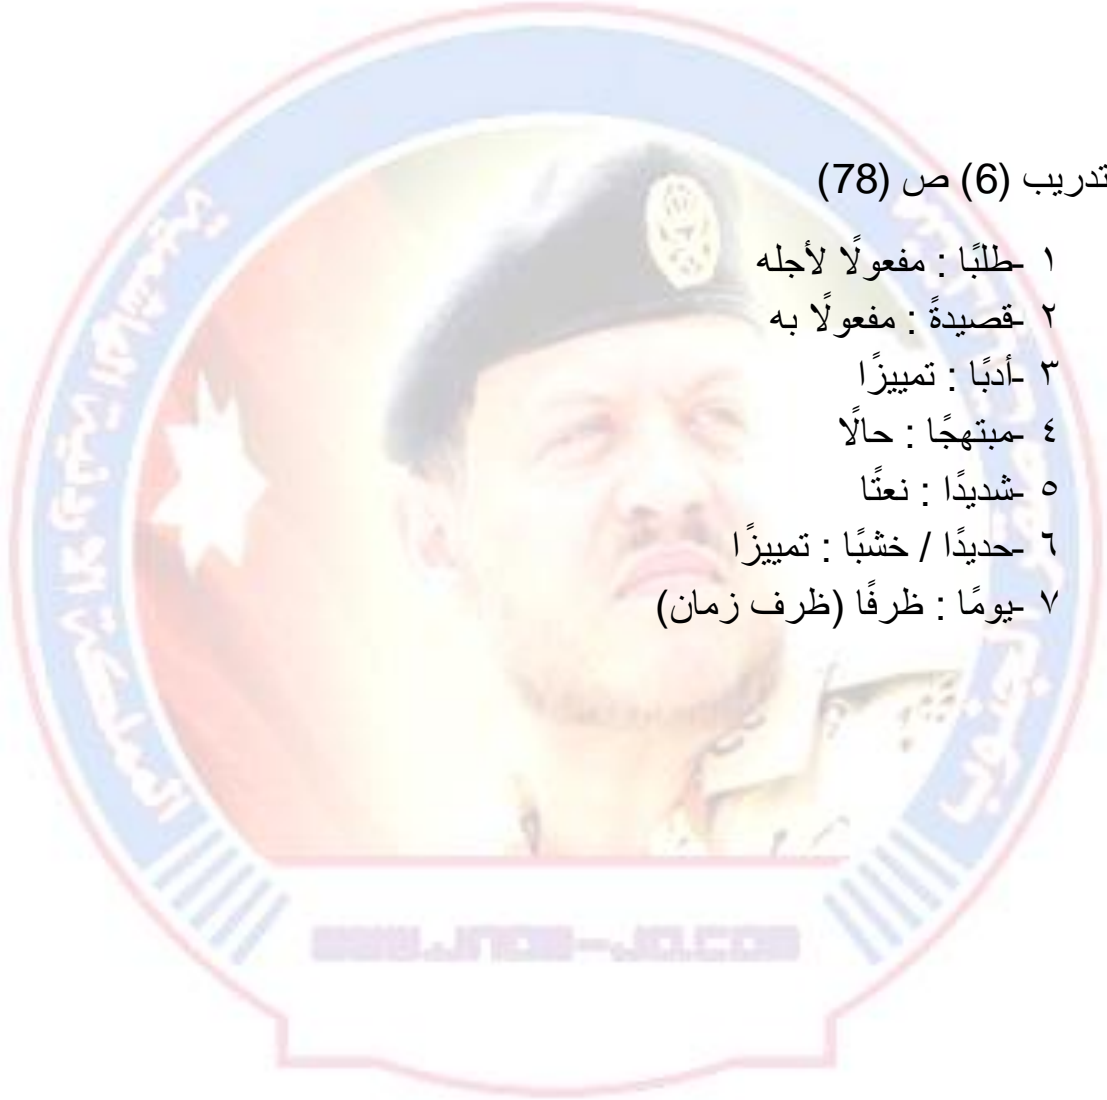 تدريب (6) ص (78)
١ -طلبًا : مفعولًا لأجله
٢ -قصيدةً : مفعولًا به
٣ -أدبًا : تمييزًا
٤ -مبتهجًا : حالًا
٥ -شديدًا : نعتًا
٦ -حديدًا / خشبًا : تمييزًا
٧ -يومًا : ظرفًا (ظرف زمان)